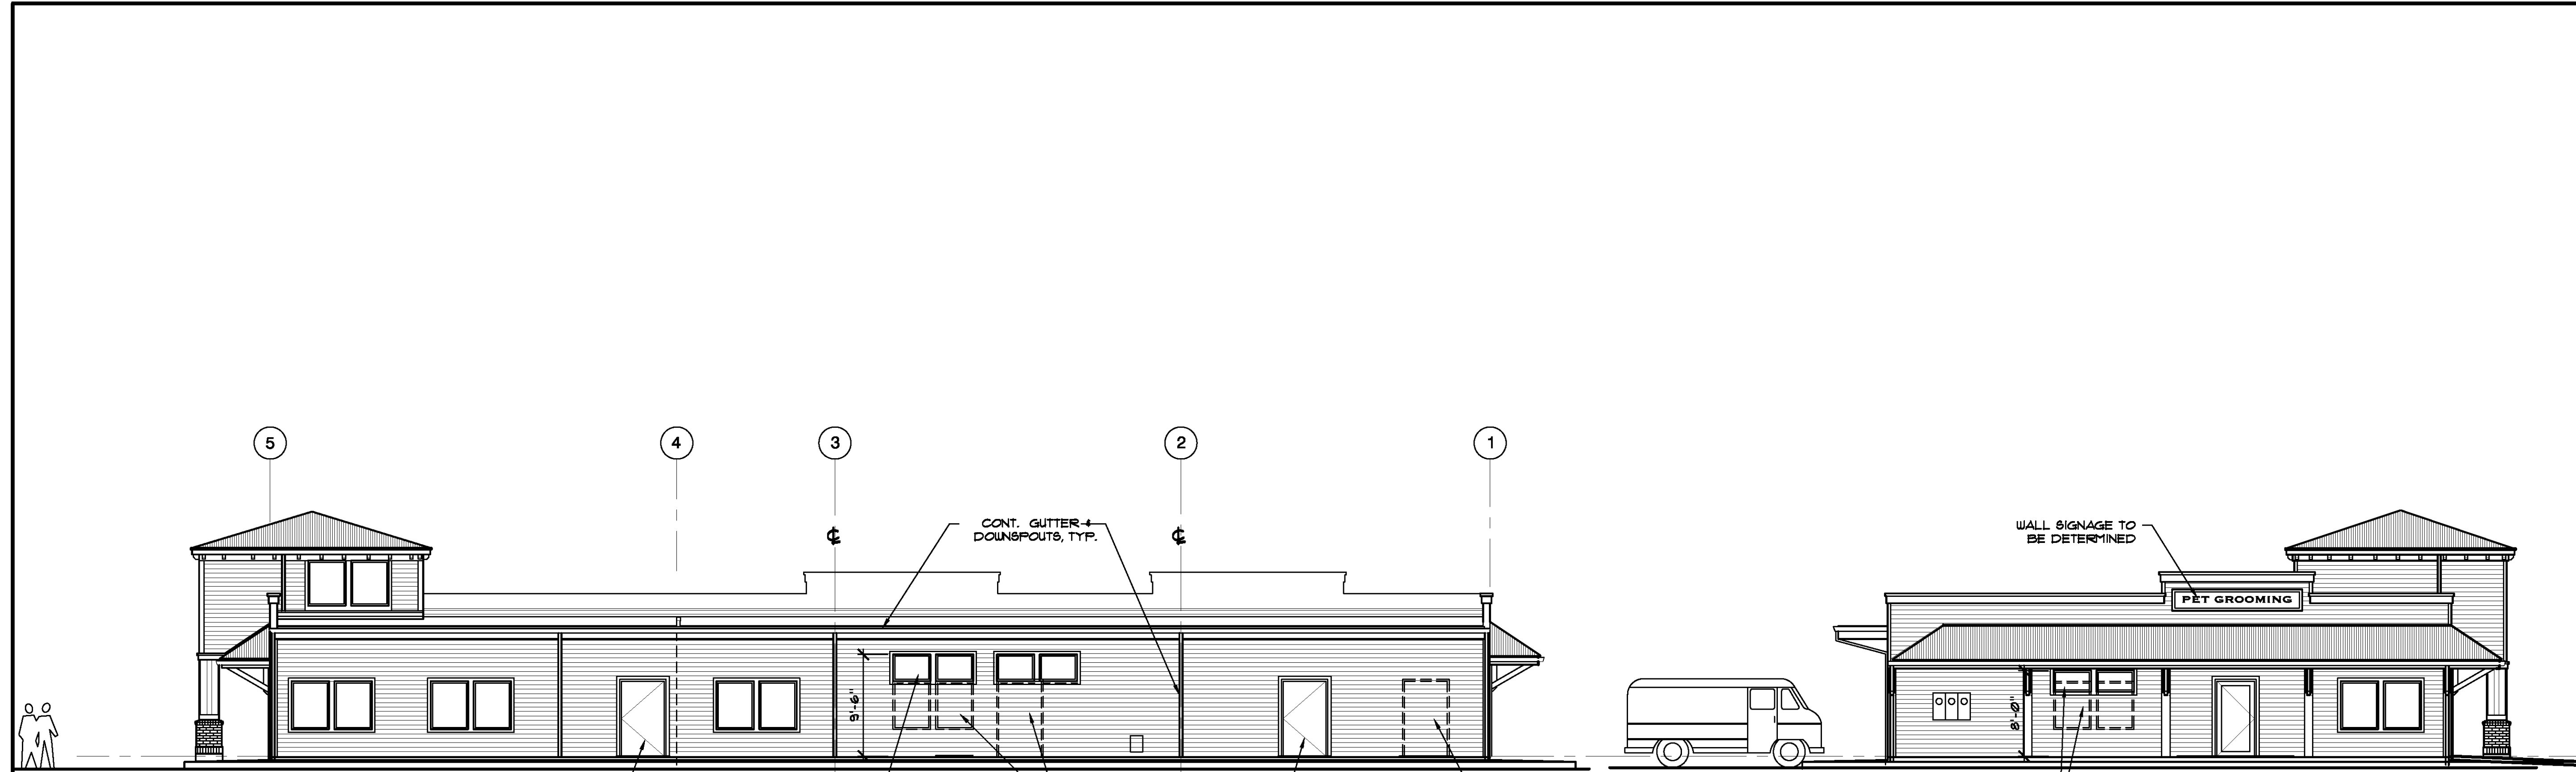 5
4
3
2
1
CONT. GUTTER &
DOWNSPOUTS, TYP.
℄
℄
9'-6"
WALL SIGNAGE TO
BE DETERMINED
PET GROOMING
8'-0"